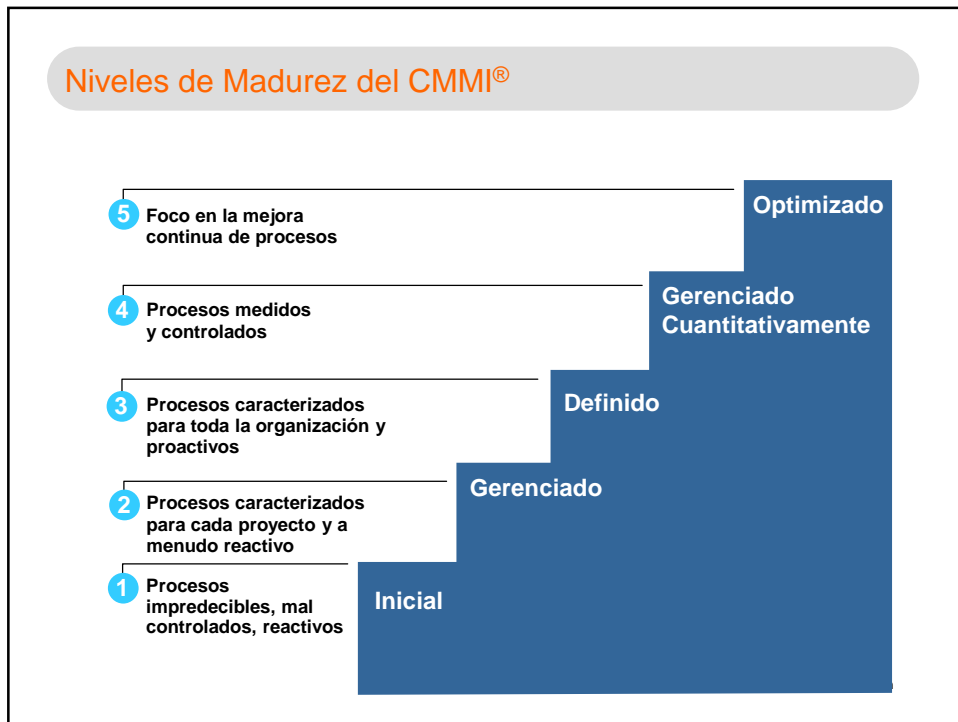 Niveles de Madurez del CMMI®
5
Foco en la mejora
continua de procesos
Optimizado
4
Procesos medidos
y controlados
Gerenciado
Cuantitativamente
3
Procesos caracterizados
para toda la organización y
proactivos
Definido
2
Procesos caracterizados
para cada proyecto y a
menudo reactivo
Gerenciado
1
Procesos
impredecibles, mal
controlados, reactivos
Inicial